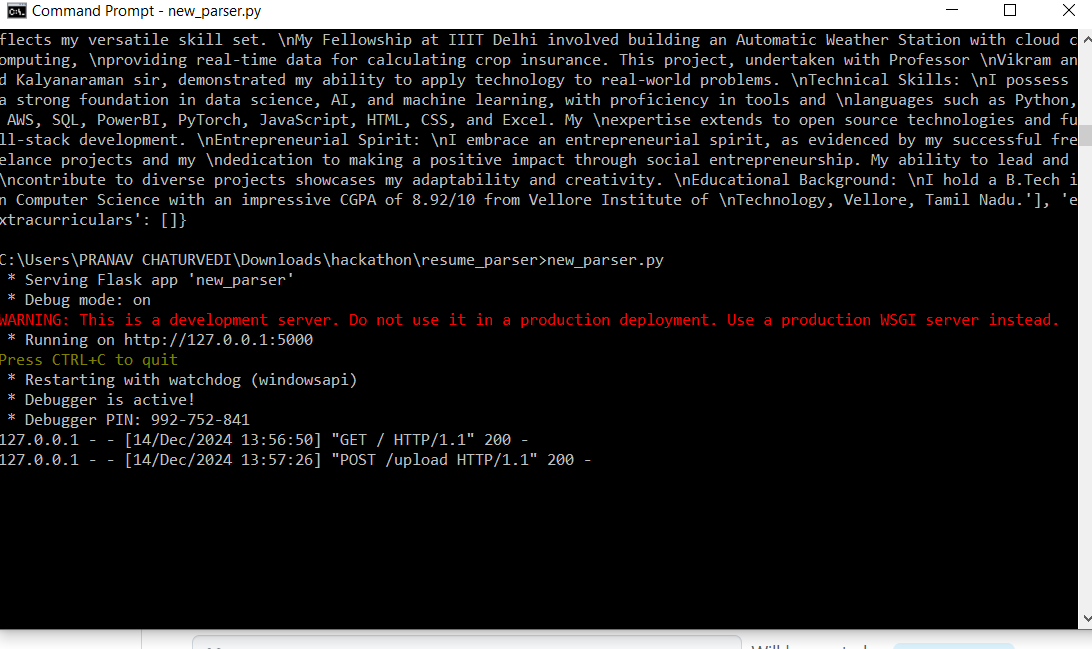 Command Prompt - new_parser.py
flects my versatile skill set. \nMy Fellowship at IIIT Delhi involved building an Automatic Weather Station with cloud c
omputing, \nproviding real-time data for calculating crop insurance. This project, undertaken with Professor \nVikram an
d Kalyanaraman sir, demonstrated my ability to apply technology to real-world problems. \nTechnical Skills: \nI possess
a strong foundation in data science, AI, and machine learning, with proficiency in tools and \nlanguages such as Python,
AWS, SQL, PowerBI, PyTorch, JavaScript, HTML, CSS, and Excel. My \nexpertise extends to open source technologies and fu
ll-stack development. \nEntrepreneurial Spirit: \nI embrace an entrepreneurial spirit, as evidenced by my successful fre
elance projects and my \ndedication to making a positive impact through social entrepreneurship. My ability to lead and
\ncontribute to diverse projects showcases my adaptability and creativity. \nEducational Background: \nI hold a B.Tech i
n Computer Science with an impressive CGPA of 8.92/10 from Vellore Institute of \nTechnology, Vellore, Tamil Nadu.'], 'e
xtracurriculars': []}
C:\Users\PRANAV CHATURVEDI\Downloads\hackathon\resume_parser>new_parser.py
* Serving Flask app 'new_parser'
* Debug mode: on
WARNING: This is a development server. Do not use it in a production deployment. Use a production WSGI server instead.
* Running on http://127.0.0.1:5000
Press CTRL+C to quit
* Restarting with watchdog (windowsapi)
* Debugger is active!
* Debugger PIN: 992-752-841
127.0.0.1 - - [14/Dec/2024 13:56:50] "GET / HTTP/1.1" 200 -
127.0.0.1 - - [14/Dec/2024 13:57:26] "POST /upload HTTP/1.1" 200 -